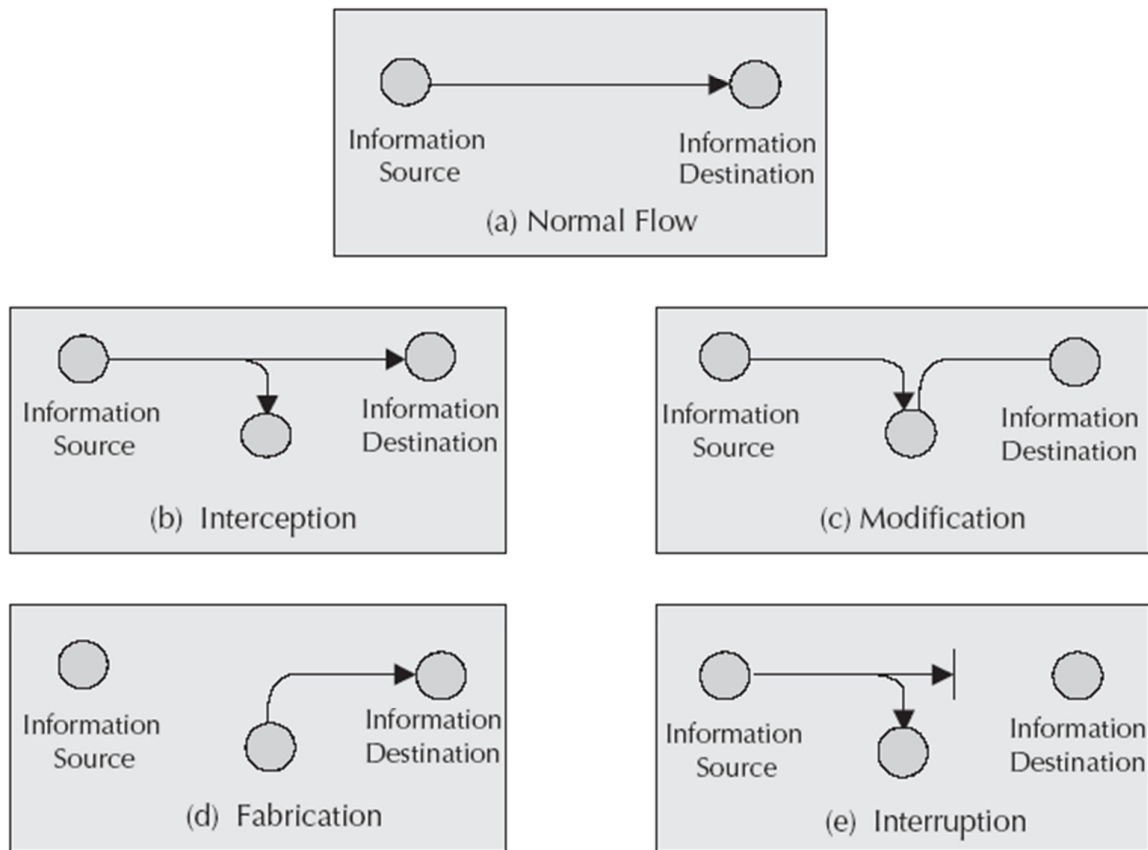 Information
Source
Information
Destination
(a) Normal Flow
Information
Source
Information
Destination
(b) Interception
Information
Source
Information
Destination
(c) Modification
Information
Source
Information
Destination
(d) Fabrication
Information
Source
Information
Destination
(e) Interruption